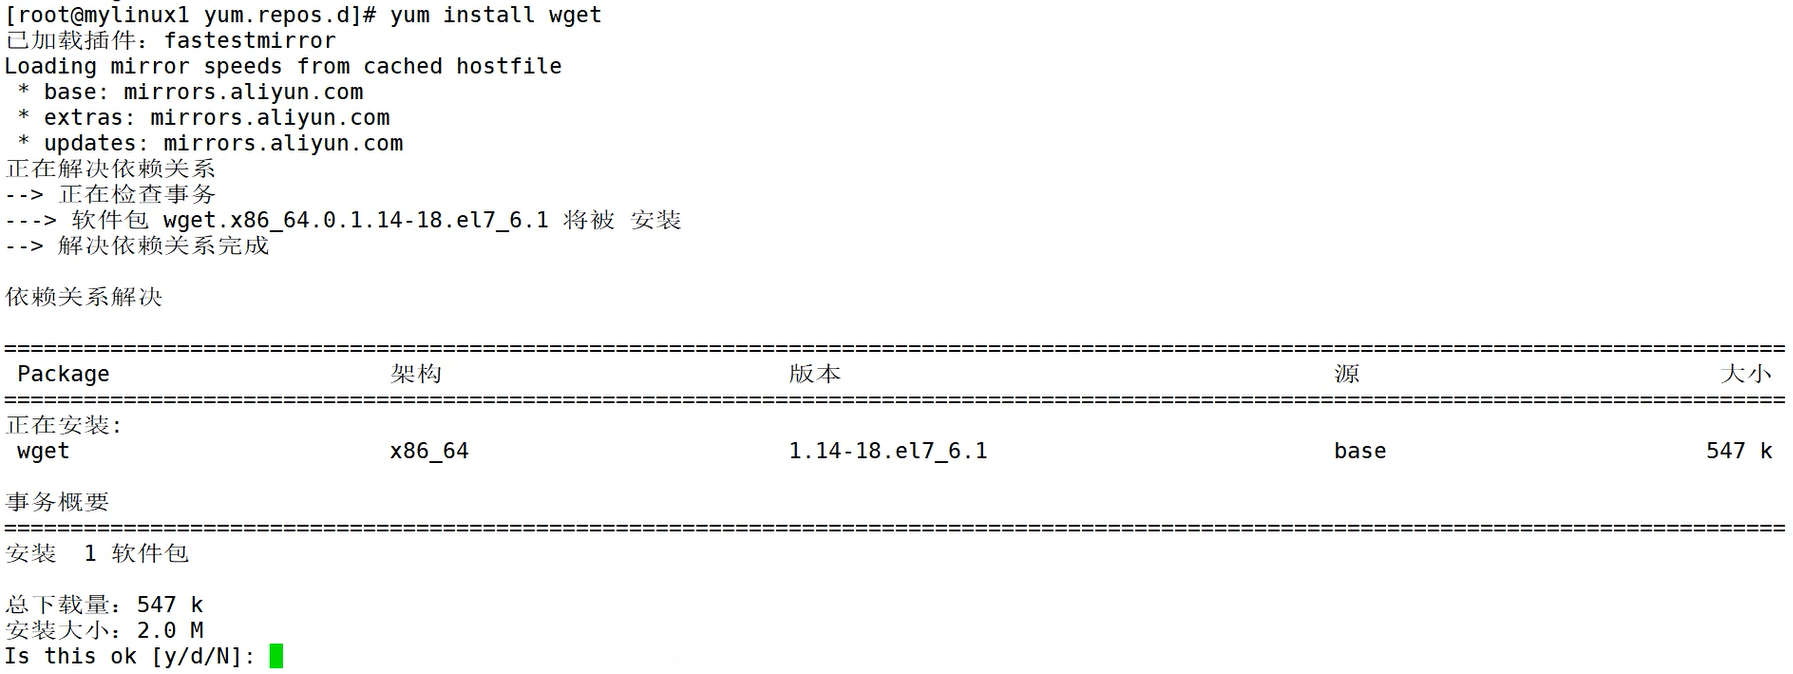 [root@mylinux1 yum.repos.d]# yum install wget
已加载插件：fastestmirror
Loading mirror speeds from cached hostfile
 * base: mirrors.aliyun.com
 * extras: mirrors.aliyun.com
 * updates: mirrors.aliyun.com
正在解决依赖关系
--> 正在检查事务
---> 软件包 wget.x86_64.0.1.14-18.el7_6.1 将被 安装
--> 解决依赖关系完成
依赖关系解决
Package 架构 版本 源 大小
正在安装:
wget x86_64 1.14-18.el7_6.1 base 547 k
事务概要
安装  1 软件包
总下载量：547 k
安装大小：2.0 M
Is this ok [y/d/N]: